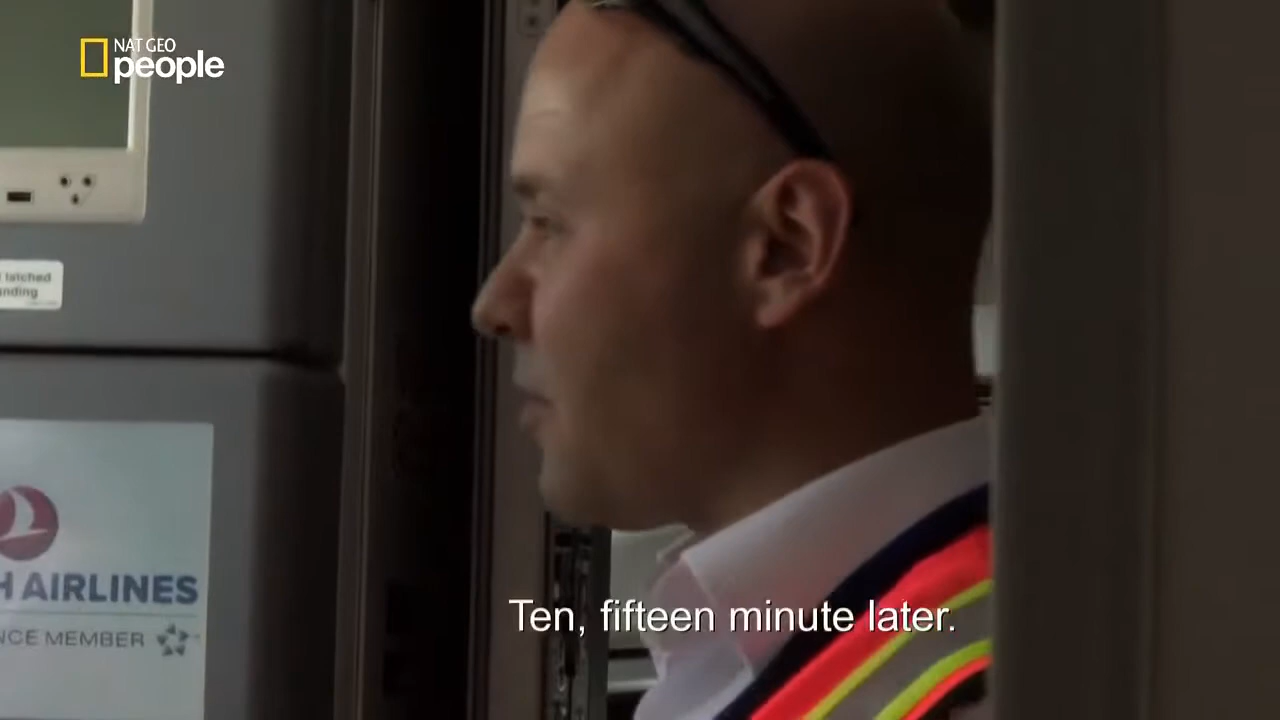 NAT GEO
people
latched
nding
H AIRLINES
NCE MEMBER
Ten, fifteen minute later.